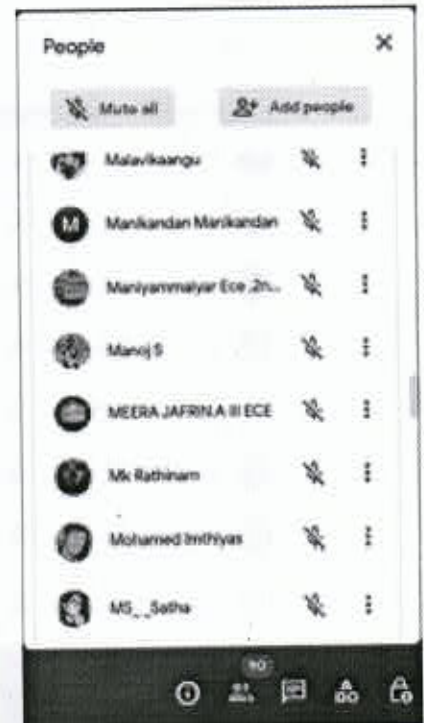 People
Mute all
Add people
Malavikaangu
M
Manikandan Manikandan
Maniyammaiyar Ece ,2n...
Manoj S
MEERA JAFRIN.A III ECE
Mk Rathinam
Mohamed Imthiyas
MS_ _Satha
90